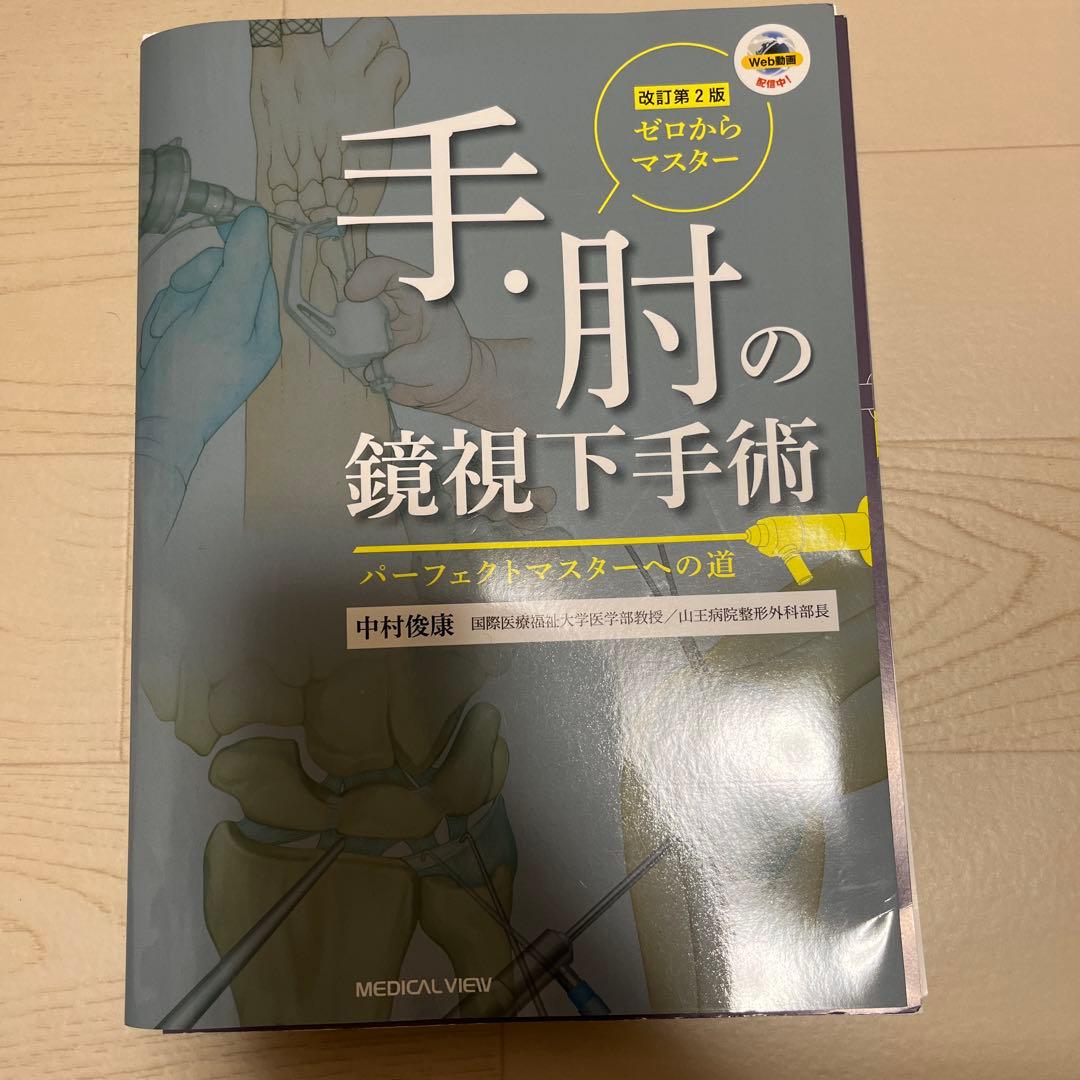 Web動画
配信中!
改訂第2版
ゼロから
マスター
手・肘の
鏡視下手術
パーフェクトマスターへの道
中村俊康 国際医療福祉大学医学部教授/山王病院整形外科部長
MEDICAL VIEW